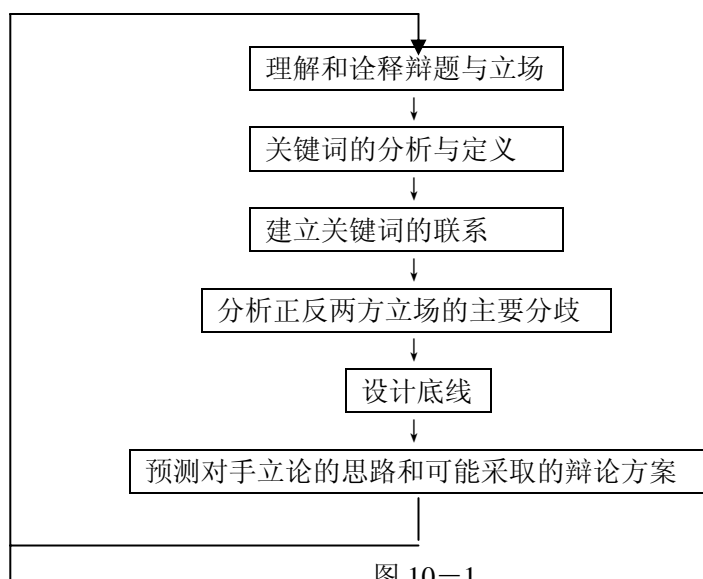 理解和诠释辩题与立场
关键词的分析与定义
建立关键词的联系
分析正反两方立场的主要分歧
设计底线
预测对手立论的思路和可能采取的辩论方案
图 10－1